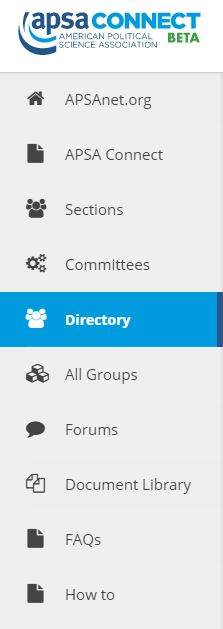 apsa CONNECT
AMERICAN POLITICAL
SCIENCE ASSOCIATION
BETA
APSAnet.org
APSA Connect
Sections
Committees
Directory
All Groups
Forums
Document Library
FAQs
How to